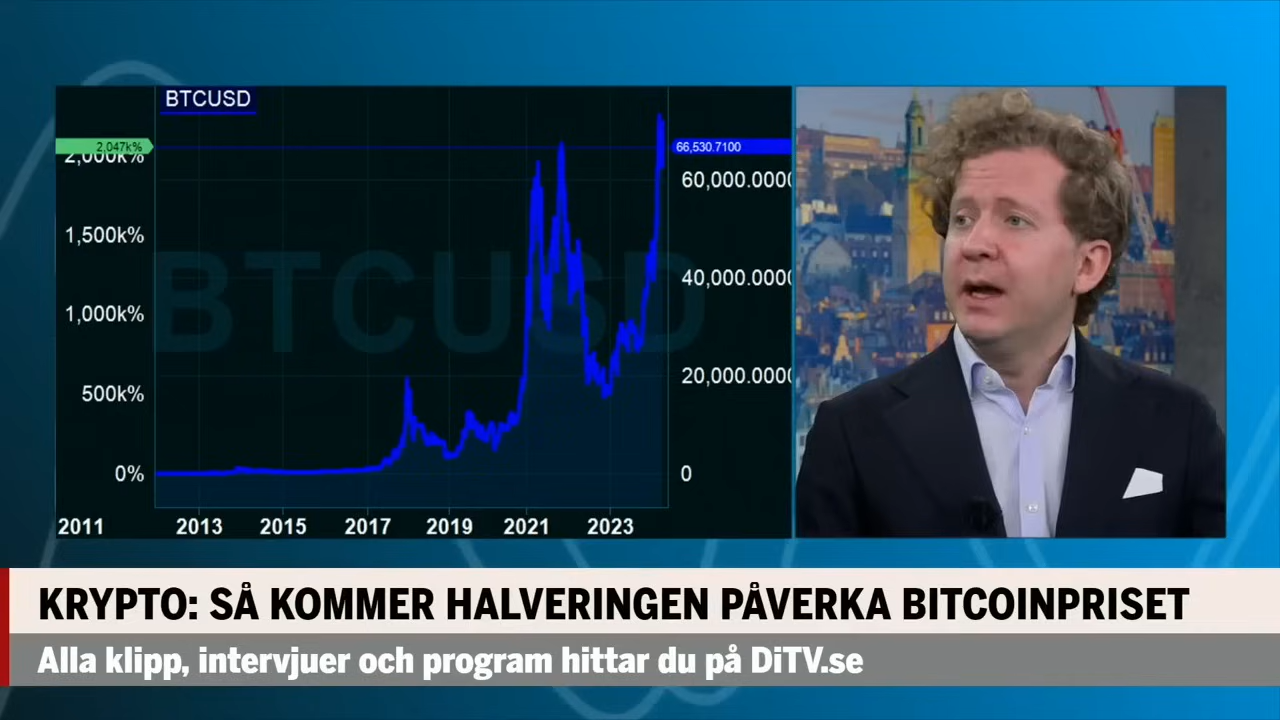 BTCUSD
2,047k%
2,000k%
1,500k%
1,000k%
500k%
0%
BTCUSD
66,530.7100
60,000.0000
40,000.0000
20,000.0000
0
2011 2013 2015 2017 2019 2021 2023
KRYPTO: SÅ KOMMER HALVERINGEN PÅVERKA BITCOINPRISET
Alla klipp, intervjuer och program hittar du på DiTV.se